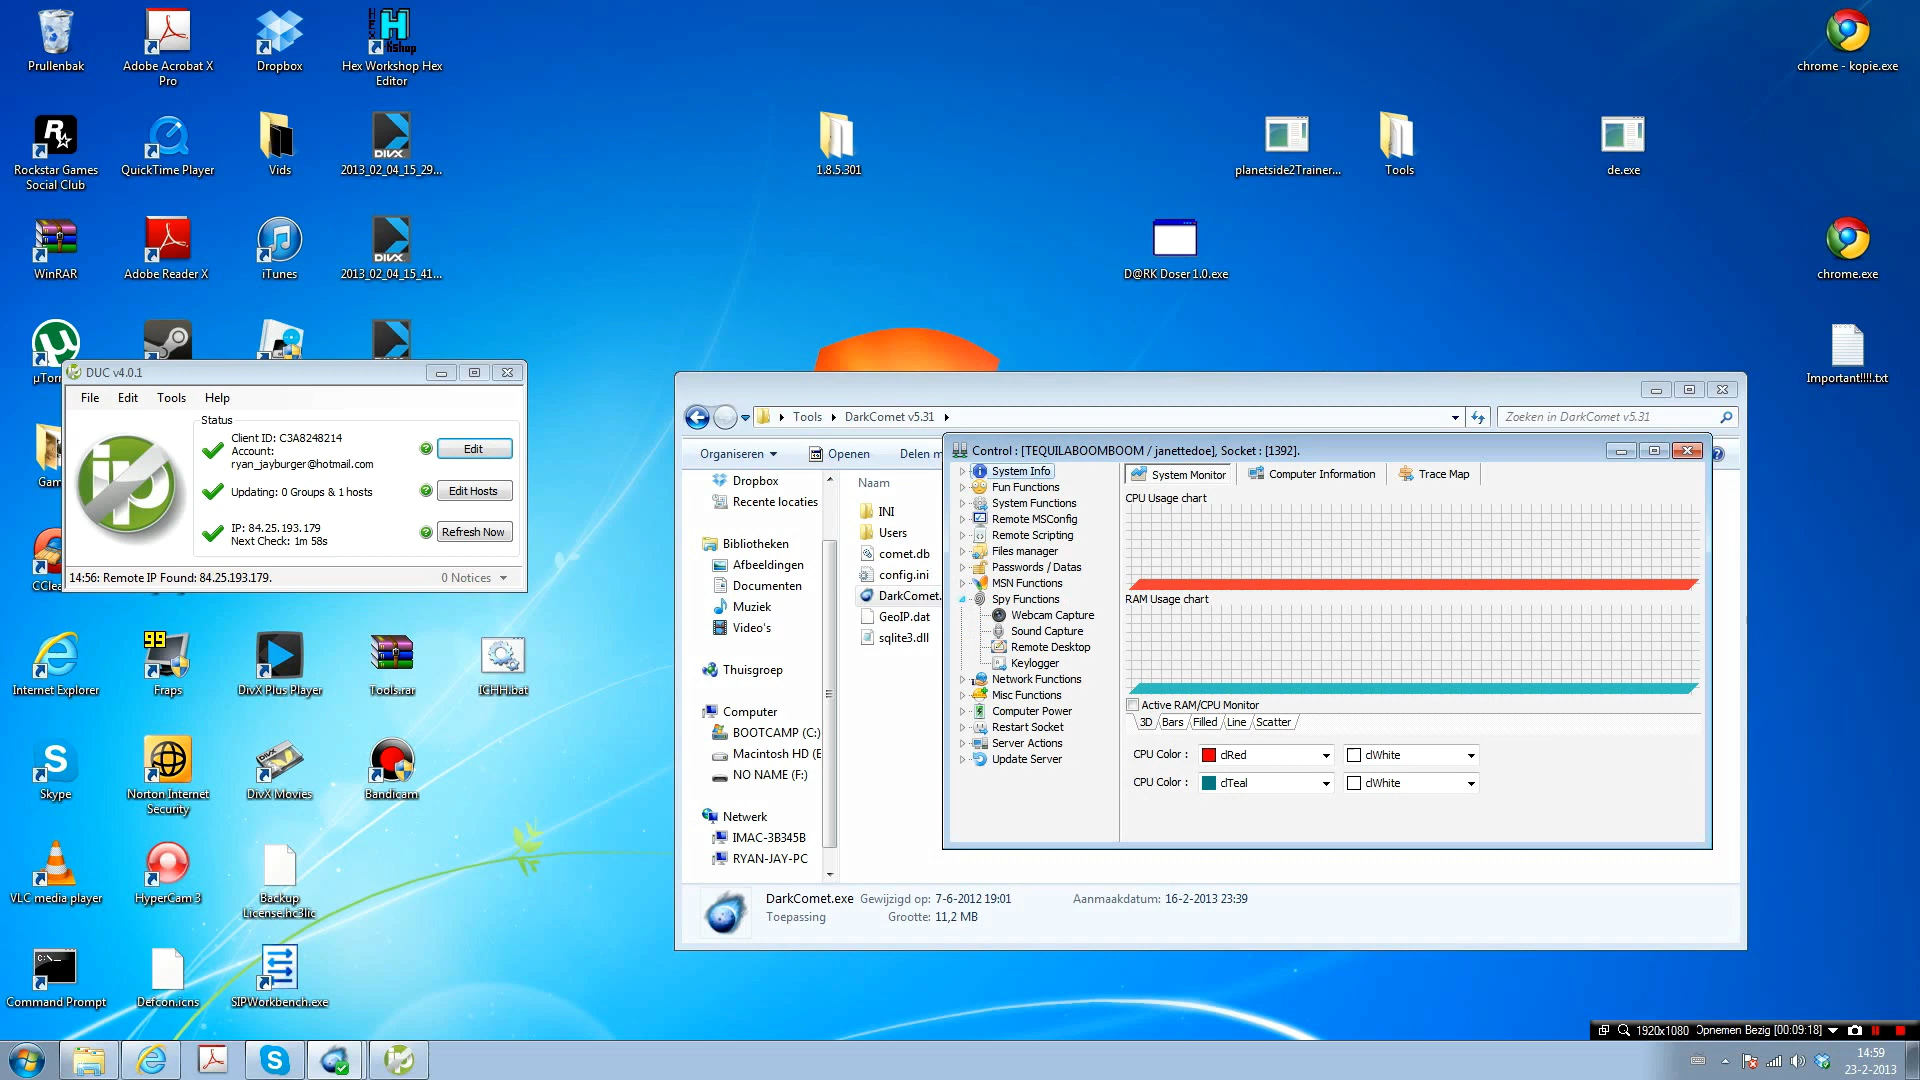 Prullenbak
Adobe Acrobat X Pro
Dropbox
Hex Workshop Hex Editor
chrome - kopie.exe
Rockstar Games Social Club
QuickTime Player
Vids
2013_02_04_15_29...
1.8.5.301
planetside2Trainer...
Tools
de.exe
WinRAR
Adobe Reader X
iTunes
2013_02_04_15_41...
D@RK Doser 1.0.exe
chrome.exe
Important!!!!.txt
DUC v4.0.1
File Edit Tools Help
Status
Client ID: C3A8248214
Account:
ryan_jayburger@hotmail.com
Edit
Updating: 0 Groups & 1 hosts
Edit Hosts
IP: 84.25.193.179
Next Check: 1m 58s
Refresh Now
14:56: Remote IP Found: 84.25.193.179.
0 Notices
Tools DarkComet v5.31
Zoeken in DarkComet v5.31
Organiseren
Openen
Delen m
Dropbox
Recente locaties
Bibliotheken
Afbeeldingen
Documenten
Muziek
Video's
Thuisgroep
Computer
BOOTCAMP (C:)
Macintosh HD (E
NO NAME (F:)
Netwerk
IMAC-3B345B
RYAN-JAY-PC
Naam
INI
Users
comet.db
config.ini
DarkComet.
GeoIP.dat
sqlite3.dll
Control : [TEQUILABOOMBOOM / janettedoe], Socket : [1392].
System Info
Fun Functions
System Functions
Remote MSConfig
Remote Scripting
Files manager
Passwords / Datas
MSN Functions
Spy Functions
Webcam Capture
Sound Capture
Remote Desktop
Keylogger
Network Functions
Misc Functions
Computer Power
Restart Socket
Server Actions
Update Server
System Monitor
Computer Information
Trace Map
CPU Usage chart
RAM Usage chart
Active RAM/CPU Monitor
3D Bars Filled Line Scatter
CPU Color : clRed clWhite
CPU Color : clTeal clWhite
DarkComet.exe Gewijzigd op: 7-6-2012 19:01 Aanmaakdatum: 16-2-2013 23:39
Toepassing Grootte: 11,2 MB
Internet Explorer
99
Fraps
DivX Plus Player
Tools.rar
ICHH.bat
Skype
Norton Internet Security
DivX Movies
Bandicam
VLC media player
HyperCam 3
Backup License.hc3lic
Command Prompt
Defcon.icns
SIPWorkbench.exe
1920x1080 Opnemen Bezig [00:09:18]
14:59
23-2-2013